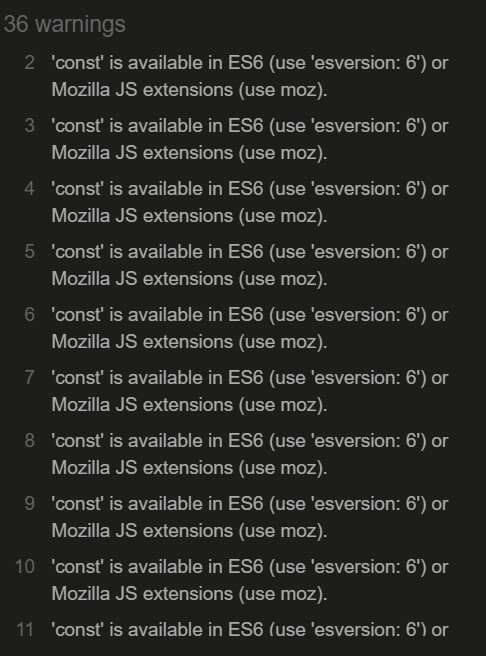 36 warnings
2 'const' is available in ES6 (use 'esversion: 6') or
Mozilla JS extensions (use moz).
3 'const' is available in ES6 (use 'esversion: 6') or
Mozilla JS extensions (use moz).
4 'const' is available in ES6 (use 'esversion: 6') or
Mozilla JS extensions (use moz).
5 'const' is available in ES6 (use 'esversion: 6') or
Mozilla JS extensions (use moz).
6 'const' is available in ES6 (use 'esversion: 6') or
Mozilla JS extensions (use moz).
7 'const' is available in ES6 (use 'esversion: 6') or
Mozilla JS extensions (use moz).
8 'const' is available in ES6 (use 'esversion: 6') or
Mozilla JS extensions (use moz).
9 'const' is available in ES6 (use 'esversion: 6') or
Mozilla JS extensions (use moz).
10 'const' is available in ES6 (use 'esversion: 6') or
Mozilla JS extensions (use moz).
11 'const' is available in ES6 (use 'esversion: 6') or